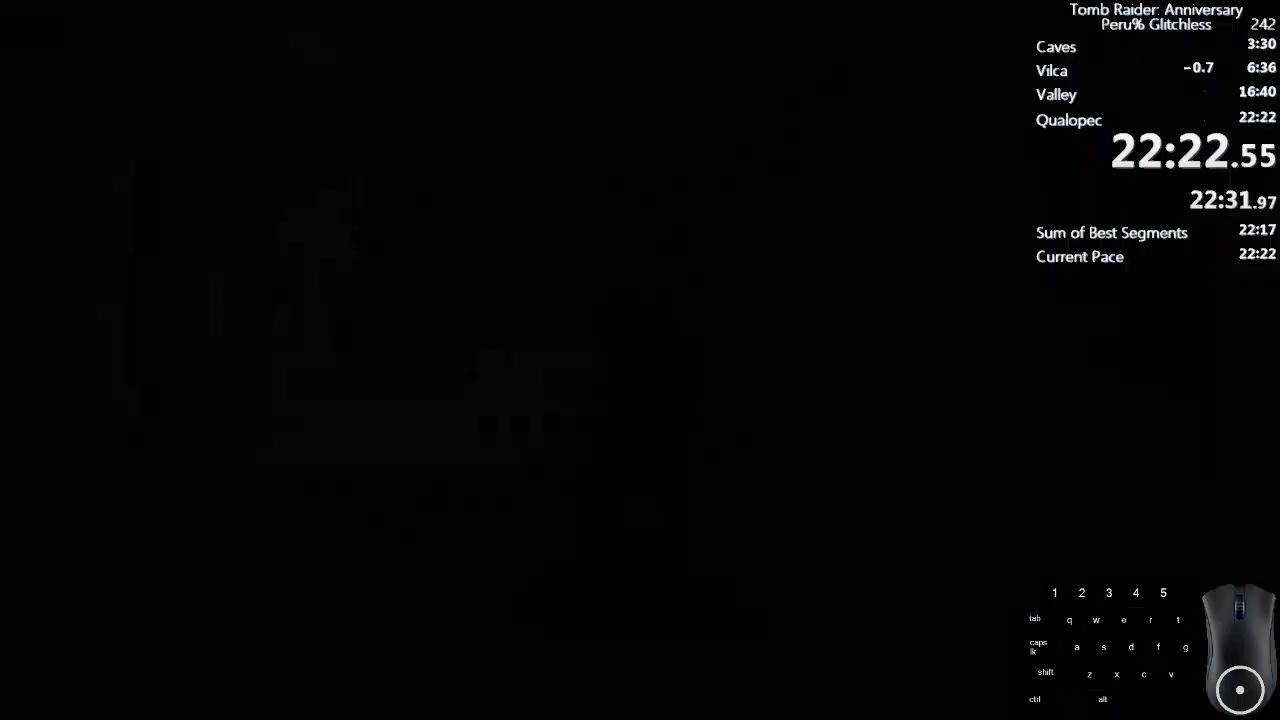 Tomb Raider: Anniversary
Peru% Glitchless 242
Caves 3:30
Vilca -0.7 6:36
Valley 16:40
Qualopec 22:22
22:22.55
22:31.97
Sum of Best Segments 22:17
Current Pace 22:22
1 2 3 4 5
tab q w e r t
caps lk a s d f g
shift z x c v
ctrl alt